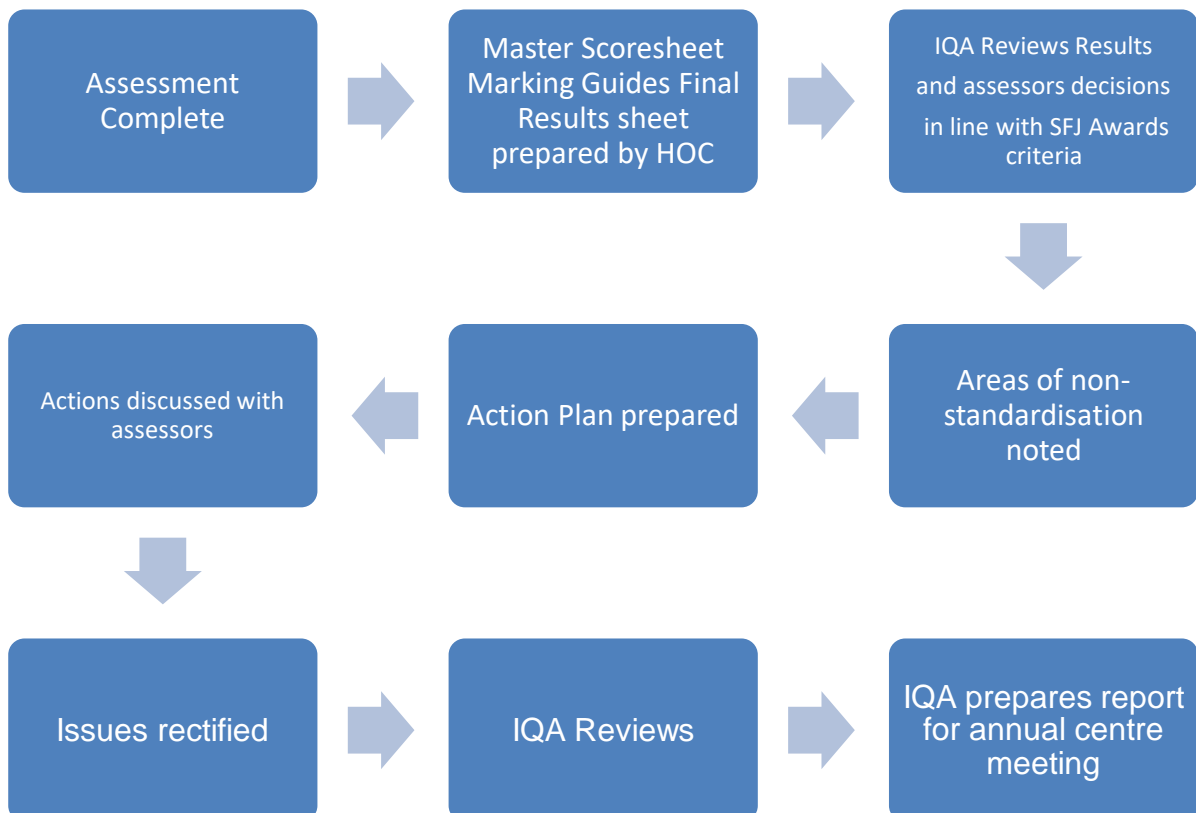 Assessment
Complete
Master Scoresheet
Marking Guides Final
Results sheet
prepared by HOC
IQA Reviews Results
and assessors decisions
in line with SFJ Awards
criteria
Areas of non-
standardisation
noted
Action Plan prepared
Actions discussed with
assessors
Issues rectified
IQA Reviews
IQA prepares report
for annual centre
meeting